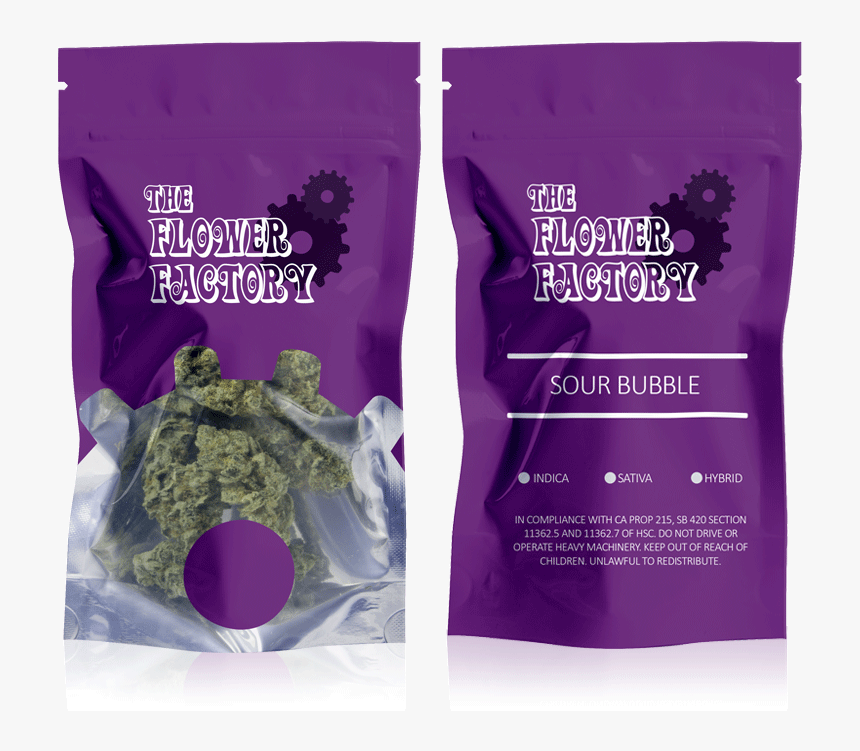 THE
FLOWER
FACTORY
THE
FLOWER
FACTORY
SOUR BUBBLE
INDICA SATIVA HYBRID
IN COMPLIANCE WITH CA PROP 215, SB 420 SECTION
11362.5 AND 11362.7 OF HSC. DO NOT DRIVE OR
OPERATE HEAVY MACHINERY. KEEP OUT OF REACH OF
CHILDREN. UNLAWFUL TO REDISTRIBUTE.